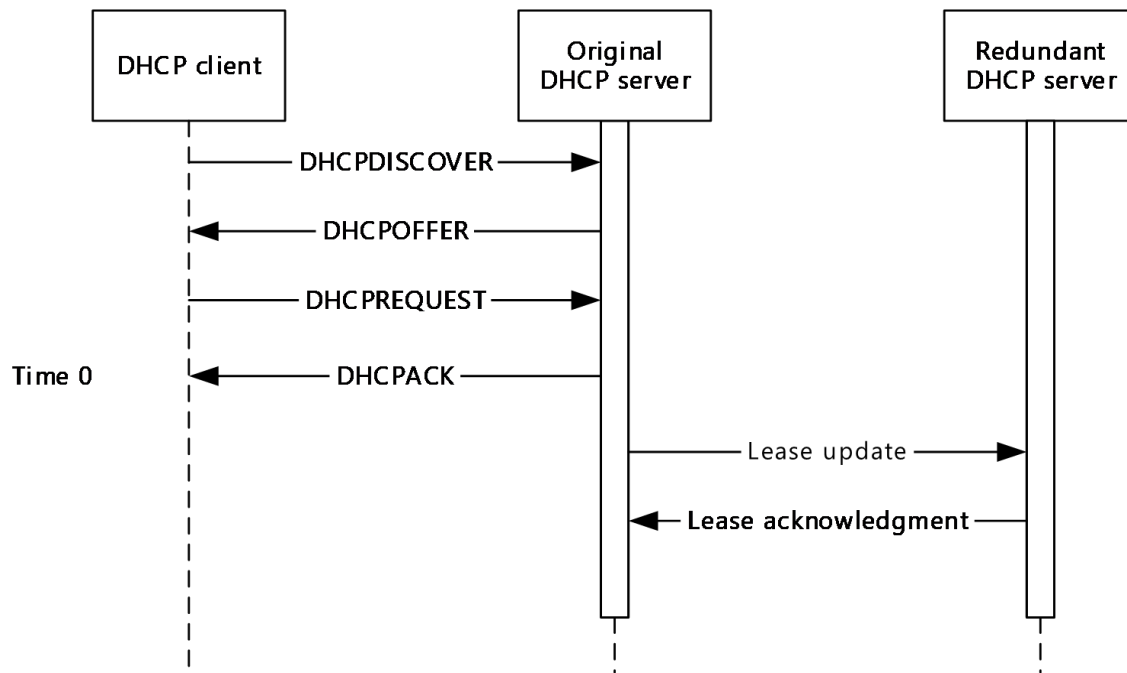 DHCP client
Original
DHCP server
Redundant
DHCP server
DHCPDISCOVER
DHCPOFFER
DHCPREQUEST
Time 0
DHCPACK
Lease update
Lease acknowledgment